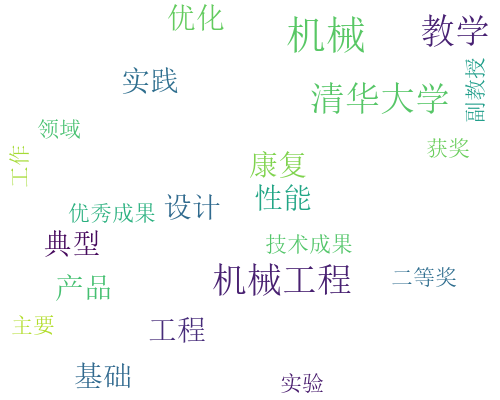 优化
机械
教学
实践
副教授
清华大学
领域
获奖
工作
康复
性能
优秀成果
设计
典型
技术成果
产品
机械工程
二等奖
主要
工程
基础
实验